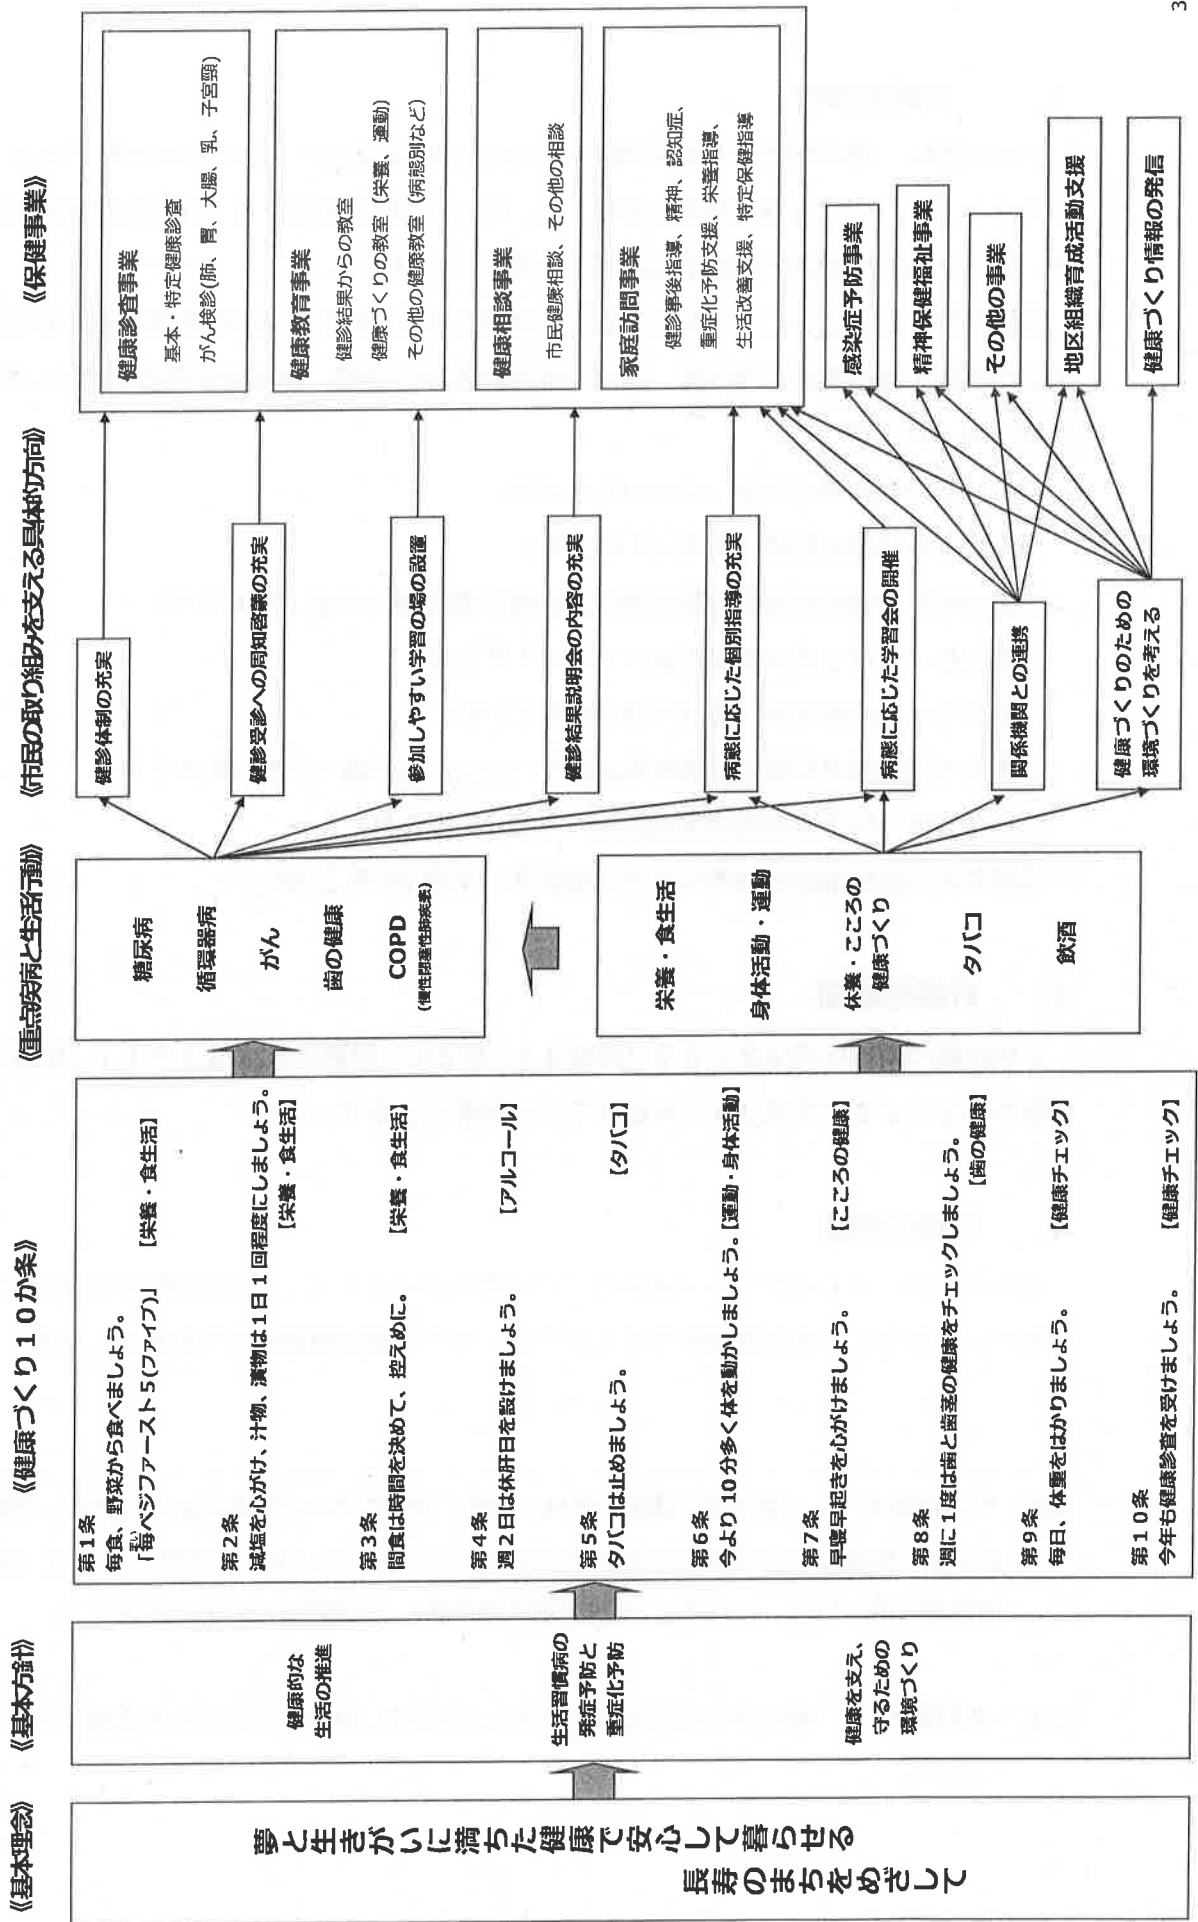 《基本理念》
夢と生きがいに満ちた健康で安心して暮らせる
長寿のまちをめざして
《基本方針》
健康的な
生活の推進
生活習慣病の
発症予防と
重症化予防
健康を支え、
守るための
環境づくり
《健康づくり10か条》
第1条
毎食、野菜から食べましょう。
「毎(まい)ベジファースト5(ファイブ)」 【栄養・食生活】
第2条
減塩を心がけ、汁物、漬物は1日1回程度にしましょう。
【栄養・食生活】
第3条
間食は時間を決めて、控えめに。 【栄養・食生活】
第4条
週2日は休肝日を設けましょう。 【アルコール】
第5条
タバコは止めましょう。 【タバコ】
第6条
今より10分多く体を動かしましょう。【運動・身体活動】
第7条
早寝早起きを心がけましょう。 【こころの健康】
第8条
週に1度は歯と歯茎の健康をチェックしましょう。
【歯の健康】
第9条
毎日、体重をはかりましょう。 【健康チェック】
第10条
今年も健康診査を受けましょう。 【健康チェック】
《重点疾病と生活行動》
糖尿病
循環器病
がん
歯の健康
COPD
(慢性閉塞性肺疾患)
栄養・食生活
身体活動・運動
休養・こころの
健康づくり
タバコ
飲酒
《市民の取り組みを支える具体的方向》
健診体制の充実
健診受診への周知啓蒙の充実
参加しやすい学習の場の設置
健診結果説明会の内容の充実
病態に応じた個別指導の充実
病態に応じた学習会の開催
関係機関との連携
健康づくりのための
環境づくりを考える
《保健事業》
健康診査事業
基本・特定健康診査
がん検診(肺、胃、大腸、乳、子宮頸)
健康教育事業
健診結果からの教室
健康づくりの教室(栄養、運動)
その他の健康教室(病態別など)
健康相談事業
市民健康相談、その他の相談
家庭訪問事業
健診事後指導、精神、認知症、
重症化予防支援、栄養指導、
生活改善支援、特定保健指導
感染症予防事業
精神保健福祉事業
その他の事業
地区組織育成活動支援
健康づくり情報の発信
3